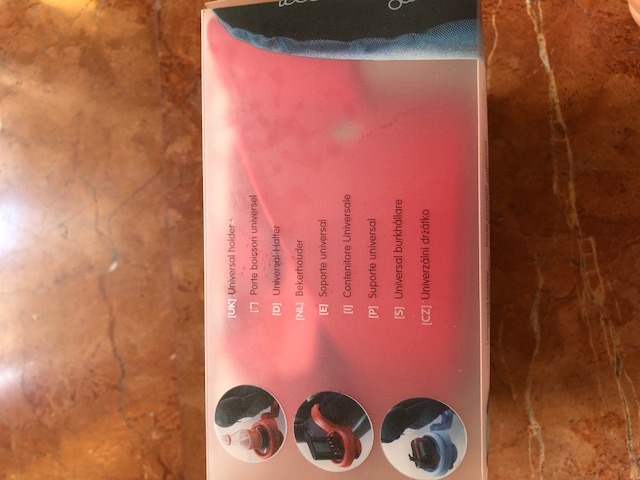 [UK] Universal holder
[F] Porte boisson universel
[D] Universal-Halter
[NL] Bekerhouder
[E] Soporte universal
[I] Contenitore Universale
[P] Suporte universal
[S] Universal burkhållare
[CZ] Univerzální držátko